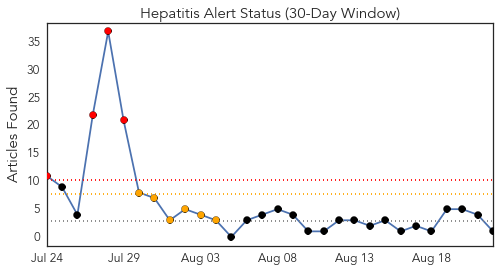 Hepatitis Alert Status (30-Day Window)
Articles Found
35
30
25
20
15
10
5
0
Jul 24 Jul 29 Aug 03 Aug 08 Aug 13 Aug 18